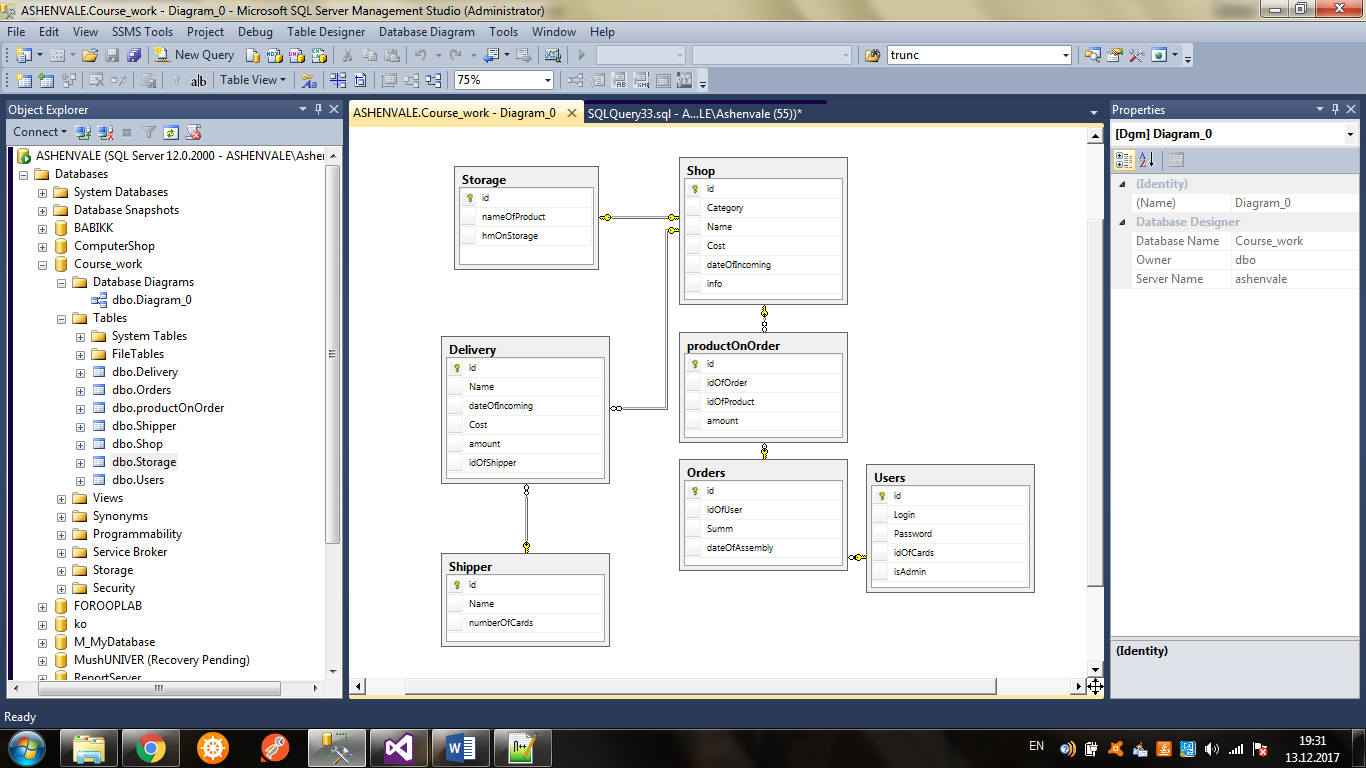 ASHENVALE.Course_work - Diagram_0 - Microsoft SQL Server Management Studio (Administrator)
File Edit View SSMS Tools Project Debug Table Designer Database Diagram Tools Window Help
New Query trunc
ab Table View 75%
Object Explorer
Connect
ASHENVALE (SQL Server 12.0.2000 - ASHENVALE\Asher
Databases
System Databases
Database Snapshots
BABIKK
ComputerShop
Course_work
Database Diagrams
dbo.Diagram_0
Tables
System Tables
FileTables
dbo.Delivery
dbo.Orders
dbo.productOnOrder
dbo.Shipper
dbo.Shop
dbo.Storage
dbo.Users
Views
Synonyms
Programmability
Service Broker
Storage
Security
FOROOPLAB
ko
M_MyDatabase
MushUNIVER (Recovery Pending)
ReportServer
ASHENVALE.Course_work - Diagram_0
SQLQuery33.sql - A...LE\Ashenvale (55))*
Storage
id
nameOfProduct
hmOnStorage
Shop
id
Category
Name
Cost
dateOfIncoming
info
Delivery
id
Name
dateOfIncoming
Cost
amount
idOfShipper
productOnOrder
id
idOfOrder
idOfProduct
amount
Orders
id
idOfUser
Summ
dateOfAssembly
Users
id
Login
Password
idOfCards
isAdmin
Shipper
id
Name
numberOfCards
Properties
[Dgm] Diagram_0
(Identity)
(Name) Diagram_0
Database Designer
Database Name Course_work
Owner dbo
Server Name ashenvale
(Identity)
Ready
EN
19:31
13.12.2017